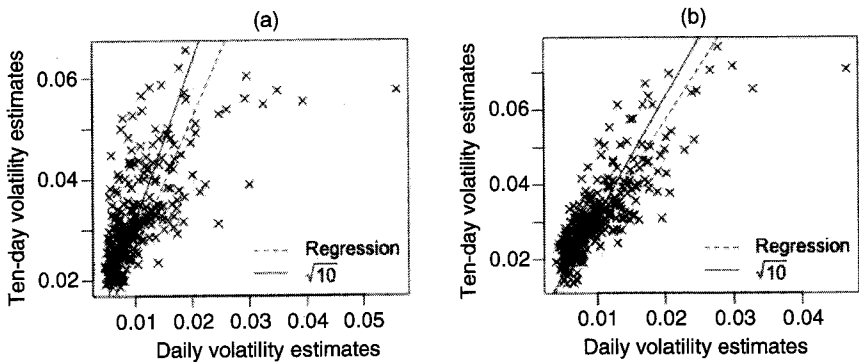 (a)
Ten-day volatility estimates
0.06
0.04
0.02
0.01 0.02 0.03 0.04 0.05
Daily volatility estimates
Regression
√10
(b)
Ten-day volatility estimates
0.06
0.04
0.02
0.01 0.02 0.03 0.04
Daily volatility estimates
Regression
√10